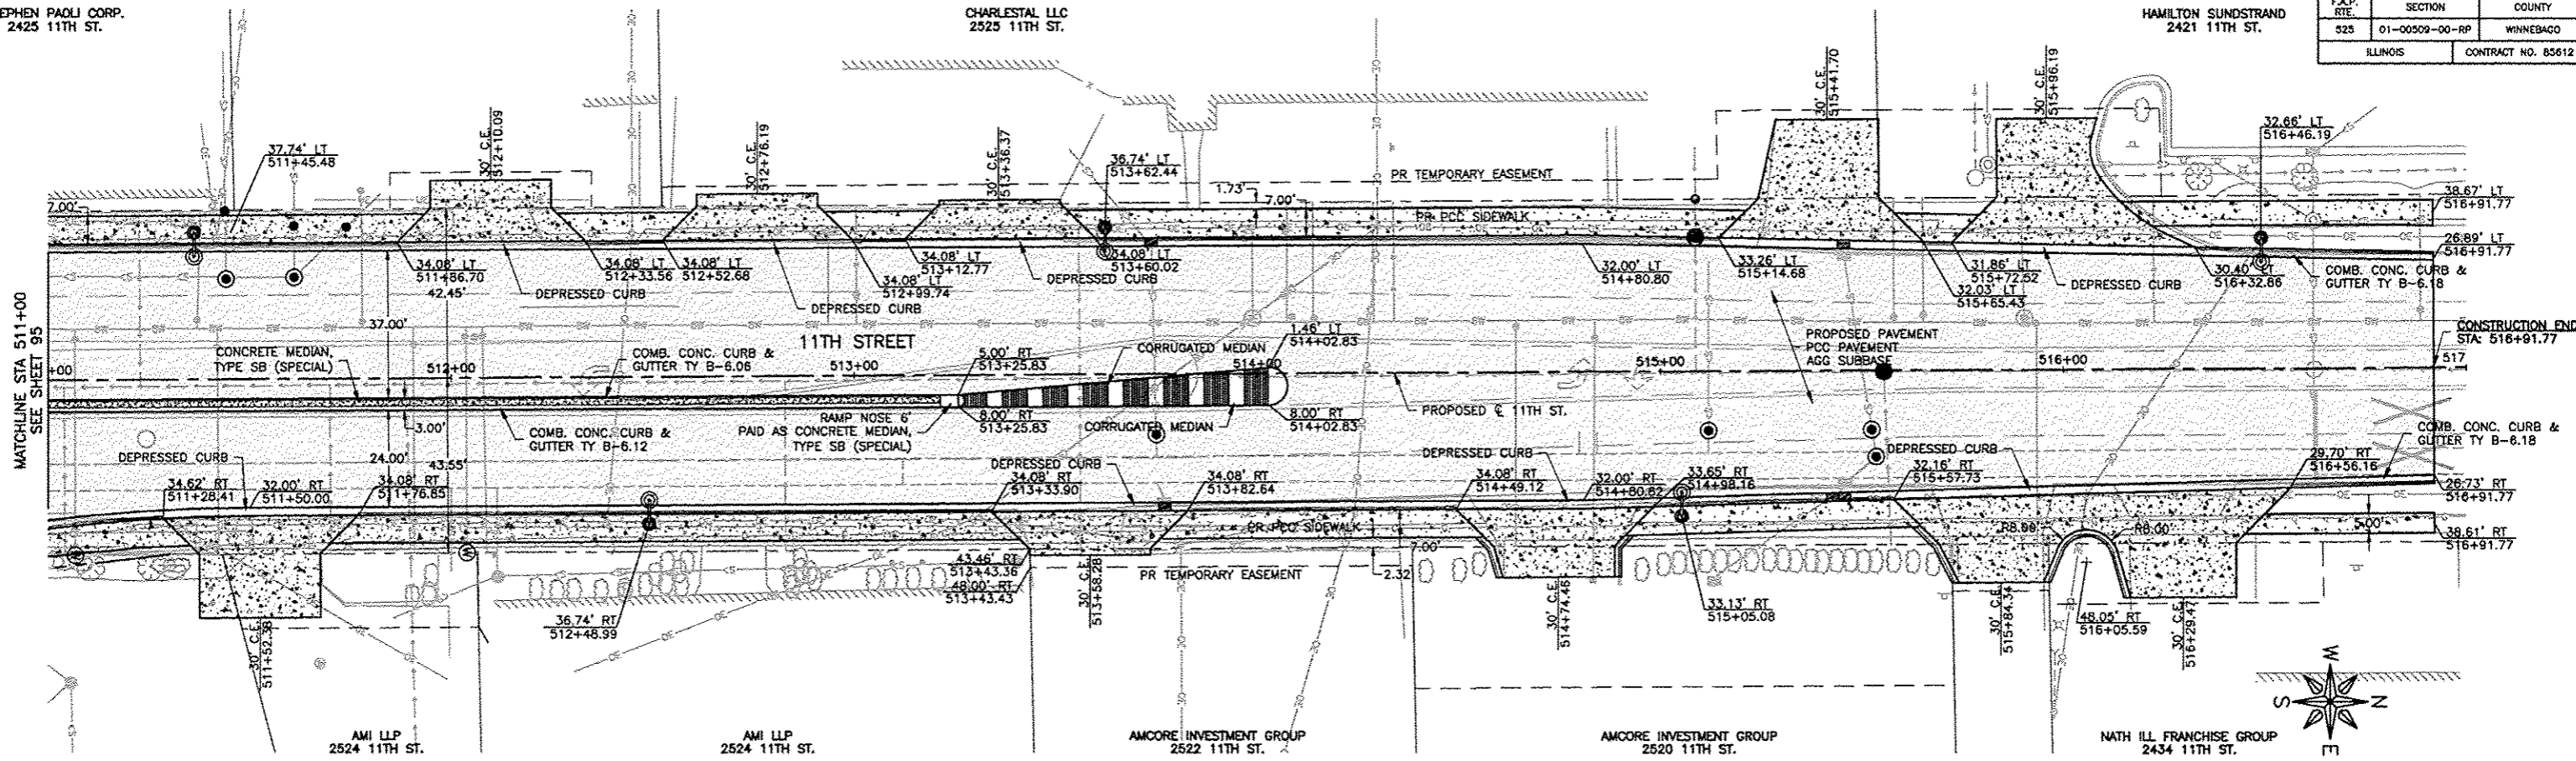 EPHEN PAOLI CORP.
2425 11TH ST.
CHARLESTAL LLC
2525 11TH ST.
HAMILTON SUNDSTRAND
2421 11TH ST.
F.A.P. RTE. SECTION COUNTY
525 01-00509-00-RP WINNEBAGO
ILLINOIS CONTRACT NO. 85612
30' C.E.
512+10.09
30' C.E.
512+76.19
30' C.E.
513+36.37
30' C.E.
515+41.70
30' C.E.
515+96.19
37.74' LT
511+45.48
36.74' LT
513+62.44
32.66' LT
516+46.19
PR TEMPORARY EASEMENT
7.00'
1.73'
7.00'
PR PCC SIDEWALK
38.67' LT
516+91.77
26.89' LT
516+91.77
34.08' LT
511+86.70
42.45'
34.08' LT
512+33.56
34.08' LT
512+52.68
34.08' LT
512+99.74
34.08' LT
513+12.77
34.08' LT
513+60.02
32.00' LT
514+80.80
33.26' LT
515+14.68
32.03' LT
515+65.43
31.86' LT
515+72.52
30.40' LT
516+32.86
DEPRESSED CURB
DEPRESSED CURB
DEPRESSED CURB
DEPRESSED CURB
COMB. CONC. CURB &
GUTTER TY B-6.18
MATCHLINE STA 511+00
SEE SHEET 95
37.00'
CONCRETE MEDIAN,
TYPE SB (SPECIAL)
COMB. CONC. CURB &
GUTTER TY B-6.06
11TH STREET
+00
512+00
513+00
514+00
515+00
516+00
517
5.00' RT
513+25.83
CORRUGATED MEDIAN
1.46' LT
514+02.83
PROPOSED PAVEMENT
PCC PAVEMENT
AGG SUBBASE
CONSTRUCTION END
STA: 516+91.77
3.00'
COMB. CONC. CURB &
GUTTER TY B-6.12
RAMP NOSE 6'
PAID AS CONCRETE MEDIAN,
TYPE SB (SPECIAL)
8.00' RT
513+25.83
CORRUGATED MEDIAN
8.00' RT
514+02.83
PROPOSED ℄ 11TH ST.
COMB. CONC. CURB &
GUTTER TY B-6.18
DEPRESSED CURB
24.00'
43.55'
34.62' RT
511+28.41
32.00' RT
511+50.00
34.08' RT
511+76.85
DEPRESSED CURB
34.08' RT
513+33.90
34.08' RT
513+82.64
DEPRESSED CURB
34.08' RT
514+49.12
32.00' RT
514+80.62
33.65' RT
514+98.16
DEPRESSED CURB
32.16' RT
515+57.73
29.70' RT
516+56.16
26.73' RT
516+91.77
PR PCC SIDEWALK
7.00'
R8.00'
R8.00'
5.00'
38.61' RT
516+91.77
43.46' RT
513+43.36
48.00' RT
513+43.43
PR TEMPORARY EASEMENT
2.32
36.74' RT
512+48.99
33.13' RT
515+05.08
48.05' RT
516+05.59
30' C.E.
511+52.38
30' C.E.
513+58.28
30' C.E.
514+74.46
30' C.E.
515+84.34
30' C.E.
516+29.47
W
S
N
E
AMI LLP
2524 11TH ST.
AMI LLP
2524 11TH ST.
AMCORE INVESTMENT GROUP
2522 11TH ST.
AMCORE INVESTMENT GROUP
2520 11TH ST.
NATH ILL FRANCHISE GROUP
2434 11TH ST.